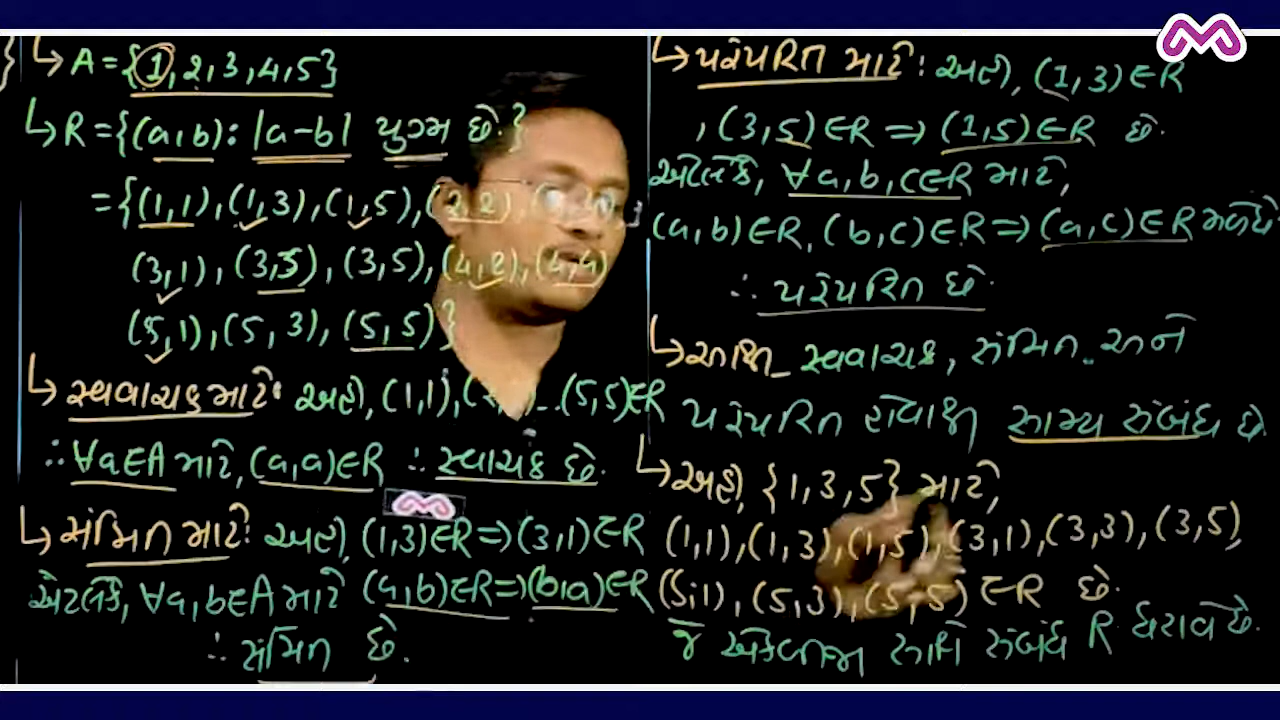 ↳ A = {1, 2, 3, 4, 5}
↳ R = {(a,b) : |a-b| યુગ્મ છે.}
= {(1,1), (1,3), (1,5), (2,2),
(3,1), (3,3), (3,5), (4,2), (4,4)
(5,1), (5,3), (5,5)}
↳ સ્વવાચક માટે: અહીં, (1,1), ... (5,5)∈R
∴ ∀a∈A માટે, (a,a)∈R ∴ સ્વવાચક છે.
↳ સંમિત માટે: અહીં, (1,3)∈R ⇒ (3,1)∈R
એટલેકે, ∀a,b∈A માટે (a,b)∈R ⇒ (b,a)∈R
∴ સંમિત છે.
↳ પરંપરિત માટે: અહીં, (1,3)∈R
, (3,5)∈R ⇒ (1,5)∈R છે.
એટલેકે, ∀a,b,c∈R માટે,
(a,b)∈R, (b,c)∈R ⇒ (a,c)∈R મળશે
∴ પરંપરિત છે.
↳ સ્વવાચક, સંમિત અને
પરંપરિત હોવાથી સામ્ય સંબંધ છે
↳ અહીં, {1,3,5} માટે,
(1,1), (1,3), (1,5), (3,1), (3,3), (3,5),
(5,1), (5,3), (5,5) ∈R છે.
જે એકબીજા સાથે સંબંધ R ધરાવે છે.